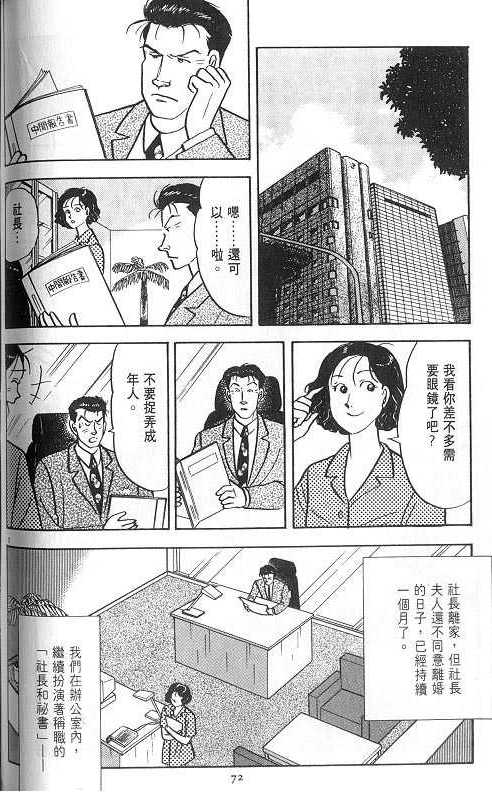 中間報告書
社長…
嗯…還可
以…啦。
中間報告書
我看你差不多需
要眼鏡了吧？
不要捉弄成
年人。
社長離家，但社長
夫人還不同意離婚
的日子，已經持續
一個月了。
我們在辦公室內，
繼續扮演著稱職的
「社長和祕書」——
72